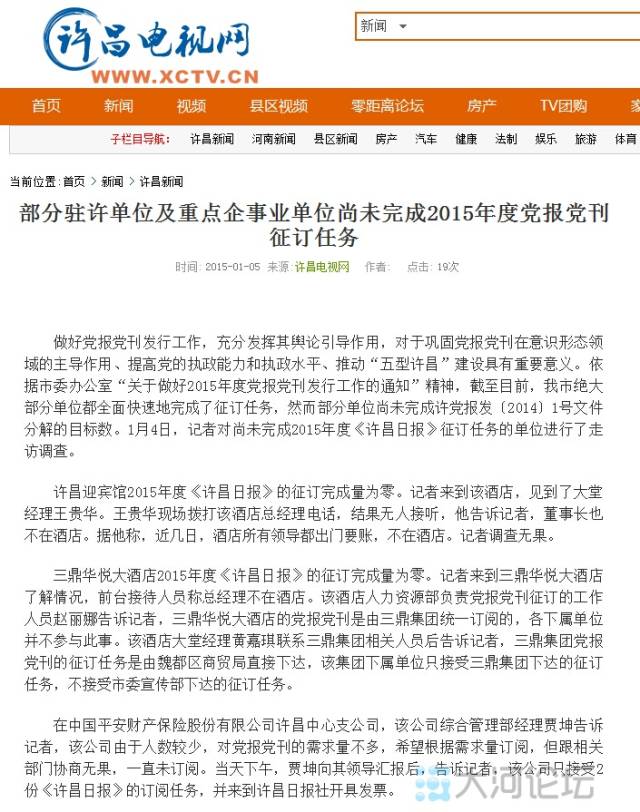 许昌电视网
WWW.XCTV.CN
新闻
首页 新闻 视频 县区视频 零距离论坛 房产 TV团购
子栏目导航： 许昌新闻 河南新闻 县区新闻 房产 汽车 健康 法制 娱乐 旅游 体育
当前位置:首页 > 新闻 > 许昌新闻
部分驻许单位及重点企事业单位尚未完成2015年度党报党刊
征订任务
时间: 2015-01-05 来源:许昌电视网 作者: 点击: 19次
做好党报党刊发行工作，充分发挥其舆论引导作用，对于巩固党报党刊在意识形态领
域的主导作用、提高党的执政能力和执政水平、推动“五型许昌”建设具有重要意义。依
据市委办公室“关于做好2015年度党报党刊发行工作的通知”精神，截至目前，我市绝大
部分单位都全面快速地完成了征订任务，然而部分单位尚未完成许党报发〔2014〕1号文件
分解的目标数。1月4日，记者对尚未完成2015年度《许昌日报》征订任务的单位进行了走
访调查。
许昌迎宾馆2015年度《许昌日报》的征订完成量为零。记者来到该酒店，见到了大堂
经理王贵华。王贵华现场拨打该酒店总经理电话，结果无人接听，他告诉记者，董事长也
不在酒店。据他称，近几日，酒店所有领导都出门要账，不在酒店。记者调查无果。
三鼎华悦大酒店2015年度《许昌日报》的征订完成量为零。记者来到三鼎华悦大酒店
了解情况，前台接待人员称总经理不在酒店。该酒店人力资源部负责党报党刊征订的工作
人员赵丽娜告诉记者，三鼎华悦大酒店的党报党刊是由三鼎集团统一订阅的，各下属单位
并不参与此事。该酒店大堂经理黄嘉琪联系三鼎集团相关人员后告诉记者，三鼎集团党报
党刊的征订任务是由魏都区商贸局直接下达，该集团下属单位只接受三鼎集团下达的征订
任务，不接受市委宣传部下达的征订任务。
在中国平安财产保险股份有限公司许昌中心支公司，该公司综合管理部经理贾坤告诉
记者，该公司由于人数较少，对党报党刊的需求量不多，希望根据需求量订阅，但跟相关
部门协商无果，一直未订阅。当天下午，贾坤向其领导汇报后，告诉记者，该公司只接受2
份《许昌日报》的订阅任务，并来到许昌日报社开具发票。
大河论坛